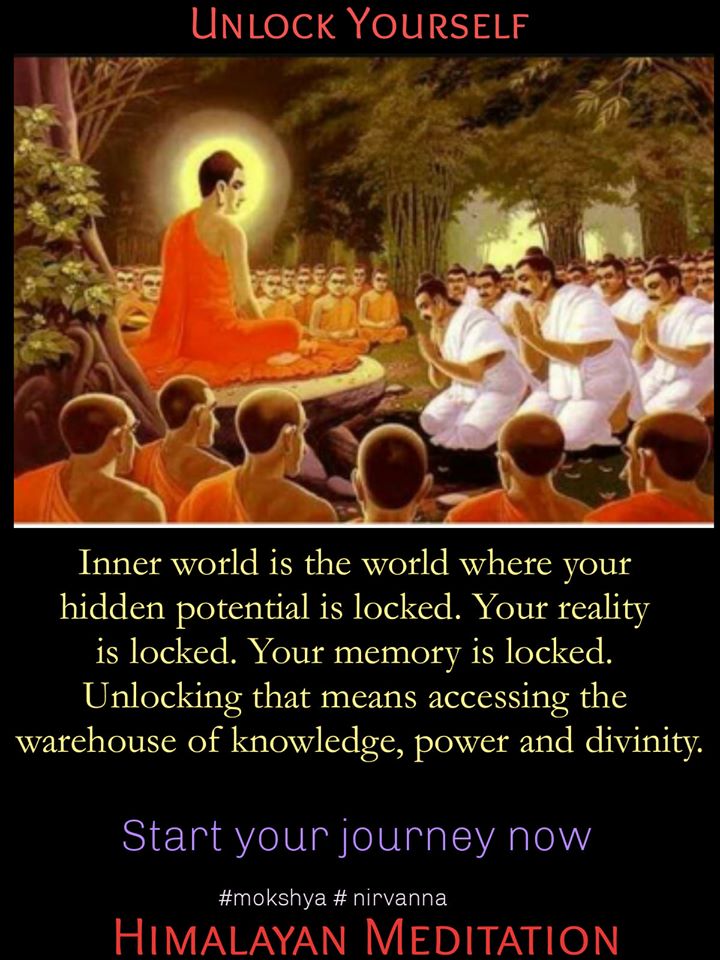 UNLOCK YOURSELF
Inner world is the world where your
hidden potential is locked. Your reality
is locked. Your memory is locked.
Unlocking that means accessing the
warehouse of knowledge, power and divinity.
Start your journey now
#mokshya # nirvanna
HIMALAYAN MEDITATION